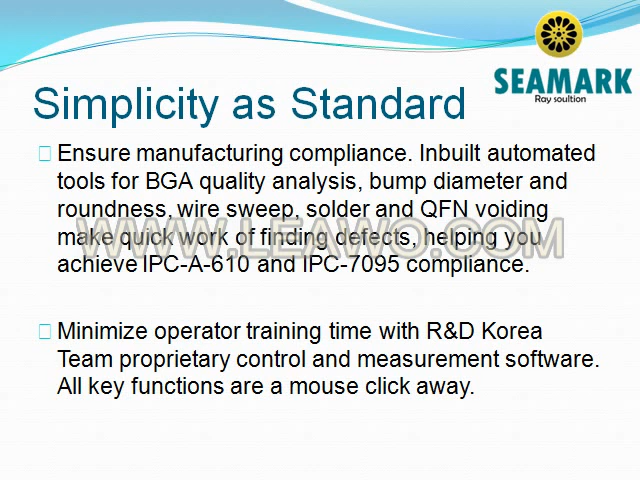 SEAMARK
Ray soultion
Simplicity as Standard
Ensure manufacturing compliance. Inbuilt automated
tools for BGA quality analysis, bump diameter and
roundness, wire sweep, solder and QFN voiding
make quick work of finding defects, helping you
achieve IPC-A-610 and IPC-7095 compliance.
WWW.LEAWO.COM
Minimize operator training time with R&D Korea
Team proprietary control and measurement software.
All key functions are a mouse click away.